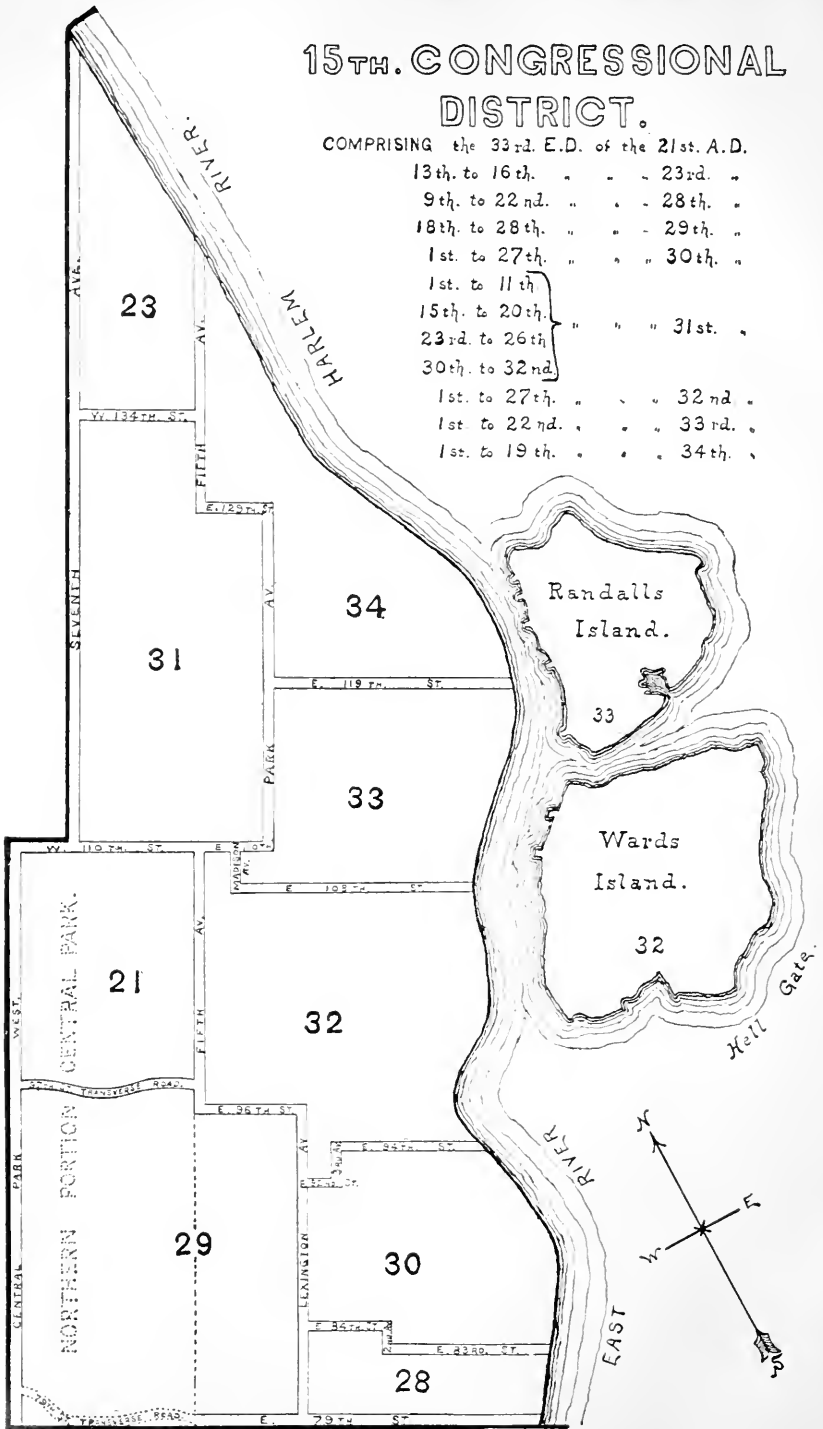 15TH. CONGRESSIONAL
DISTRICT.
COMPRISING the 33rd. E.D. of the 21st. A.D.
13th. to 16th. " " " 23rd. "
9th. to 22nd. " " " 28th. "
18th. to 28th. " " " 29th. "
1st. to 27th. " " " 30th. "
1st. to 11th
15th. to 20th.
23rd. to 26th
30th. to 32nd.
" " " 31st. "
1st. to 27th. " " " 32nd "
1st. to 22nd. " " " 33rd. "
1st. to 19th. " " " 34th. "
HARLEM RIVER.
SEVENTH AVE.
23
FIFTH AV.
W. 134TH. ST.
E. 129TH. ST
PARK AV.
34
31
E. 119TH. ST.
33
Randalls
Island.
33
W. 110TH. ST.
E
MADISON
AV.
Wards
Island.
32
Hell Gate.
CENTRAL PARK WEST.
NORTHERN PORTION CENTRAL PARK.
21
FIFTH AV.
32
TRANSVERSE ROAD.
E. 96TH ST.
LEXINGTON AV
E. 94TH. ST.
29
30
E 84TH. ST.
E. 83RD. ST.
28
TRANSVERSE ROAD.
E. 79TH ST.
EAST RIVER
N
W E
S